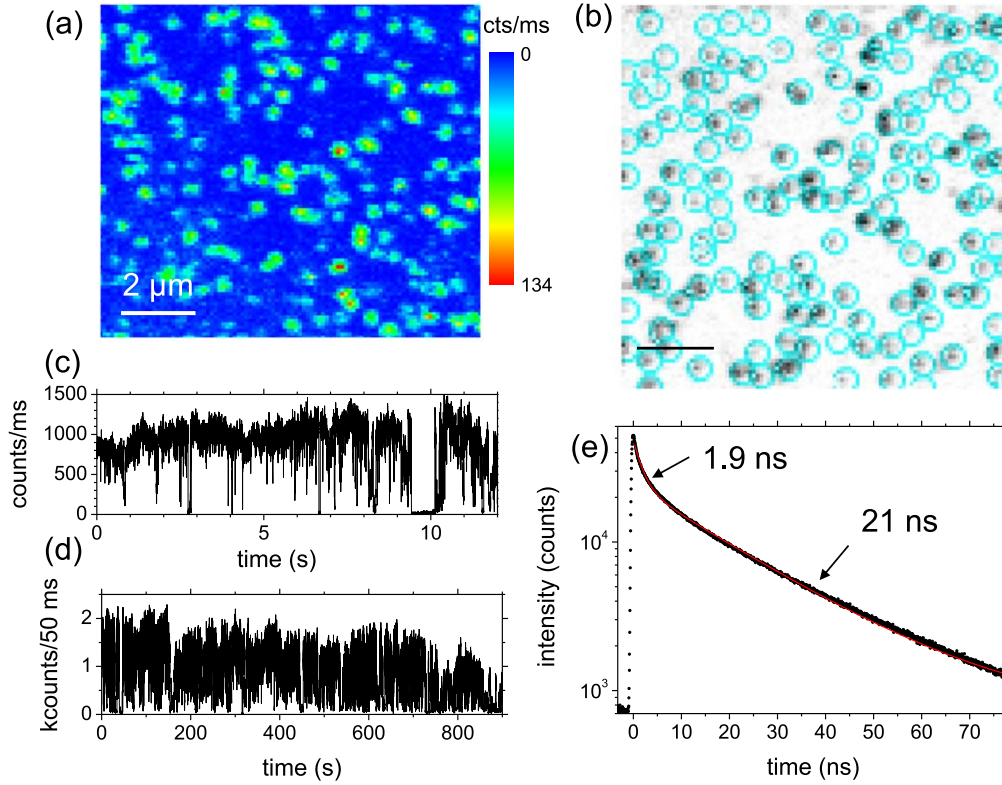 (a)
cts/ms
0
134
2 µm
(b)
(c)
1500
1000
500
0
counts/ms
0 5 10
time (s)
(d)
2
1
0
kcounts/50 ms
0 200 400 600 800
time (s)
(e)
1.9 ns
21 ns
10⁴
10³
intensity (counts)
0 10 20 30 40 50 60 70
time (ns)